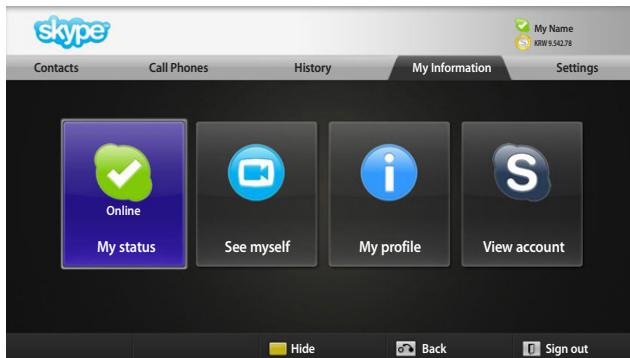 skype
My Name
KRW 9.542.78
Contacts Call Phones History My Information Settings
Online
My status See myself My profile View account
Hide Back Sign out